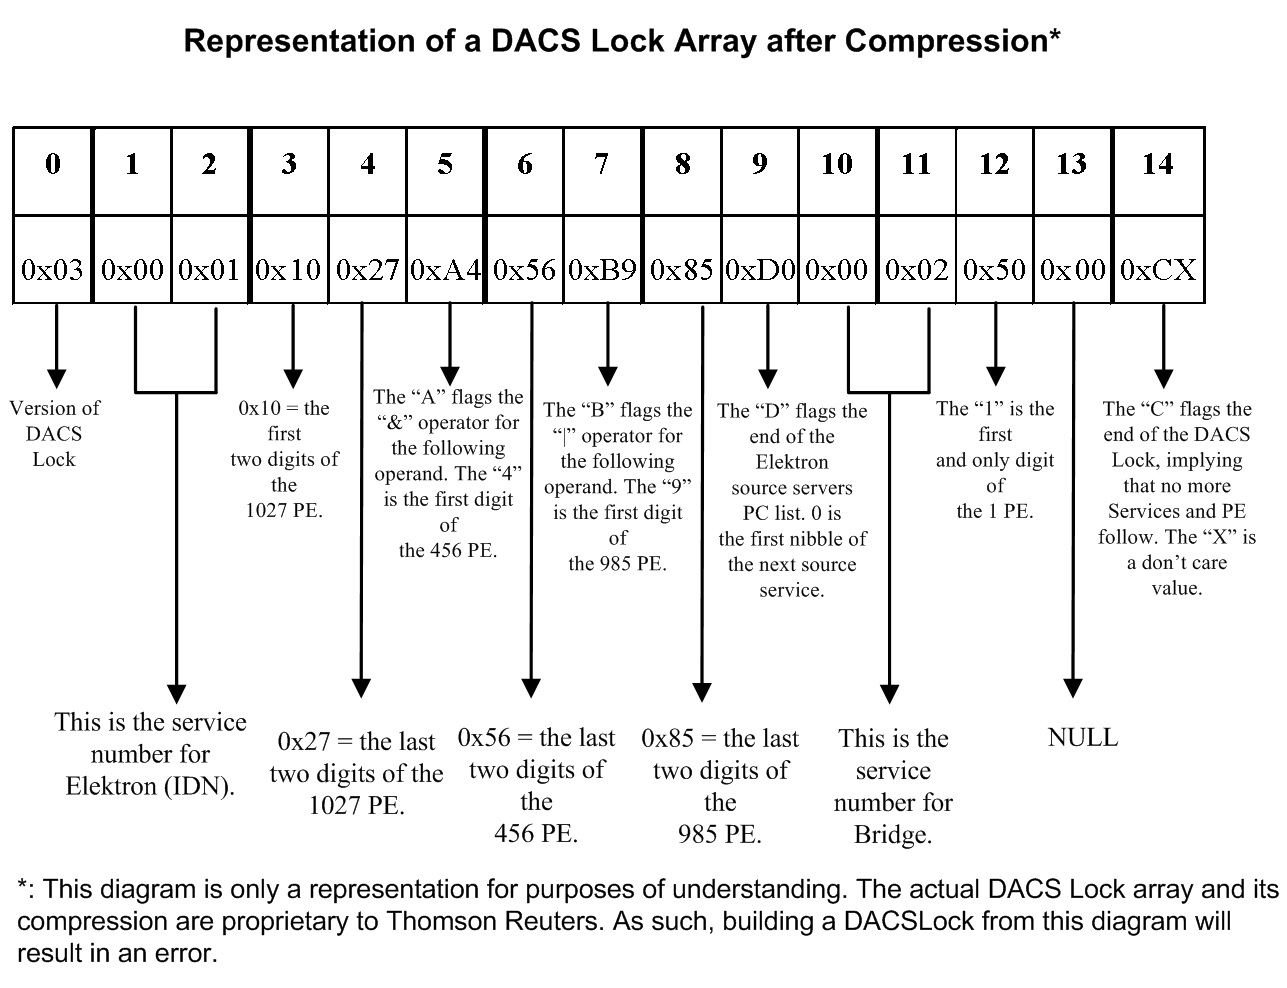 Representation of a DACS Lock Array after Compression*
0 1 2 3 4 5 6 7 8 9 10 11 12 13 14
0x03 0x00 0x01 0x10 0x27 0xA4 0x56 0xB9 0x85 0xD0 0x00 0x02 0x50 0x00 0xCX
Version of
DACS
Lock
0x10 = the
first
two digits of
the
1027 PE.
The “A” flags the
“&” operator for
the following
operand. The “4”
is the first digit
of
the 456 PE.
The “B” flags the
“|” operator for
the following
operand. The “9”
is the first digit
of
the 985 PE.
The “D” flags the
end of the
Elektron
source servers
PC list. 0 is
the first nibble of
the next source
service.
The “1” is the
first
and only digit
of
the 1 PE.
The “C” flags the
end of the DACS
Lock, implying
that no more
Services and PE
follow. The “X” is
a don’t care
value.
This is the service
number for
Elektron (IDN).
0x27 = the last
two digits of the
1027 PE.
0x56 = the last
two digits of
the
456 PE.
0x85 = the last
two digits of
the
985 PE.
This is the
service
number for
Bridge.
NULL
*: This diagram is only a representation for purposes of understanding. The actual DACS Lock array and its
compression are proprietary to Thomson Reuters. As such, building a DACSLock from this diagram will
result in an error.